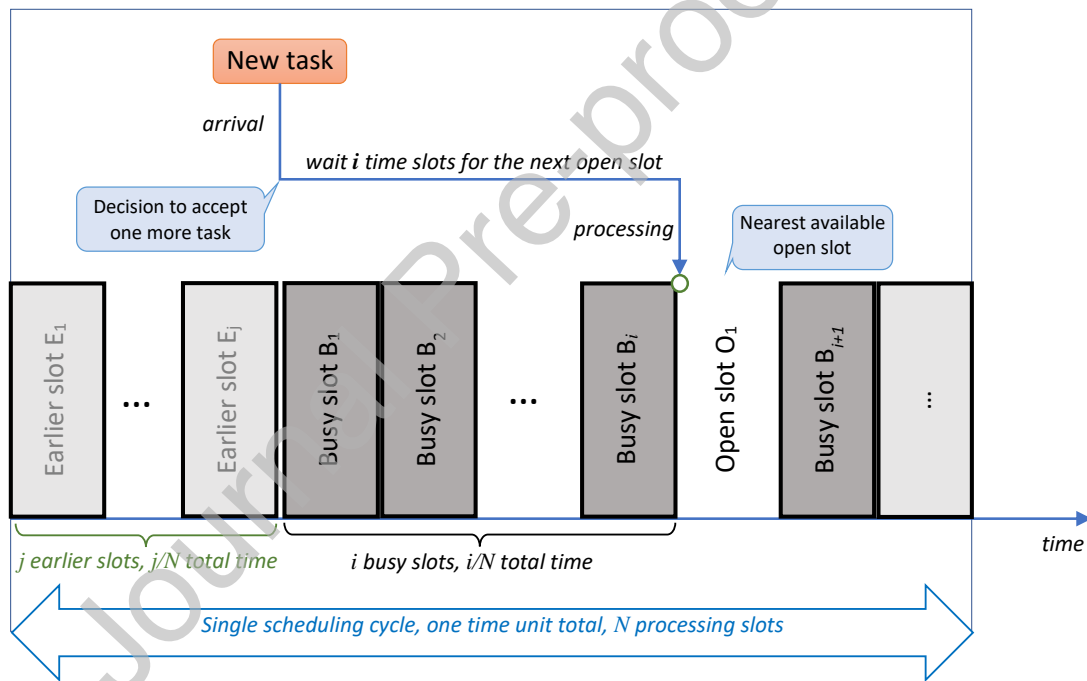 New task
arrival
wait i time slots for the next open slot
Decision to accept
one more task
processing
Nearest available
open slot
Earlier slot E1
...
Earlier slot Ej
Busy slot B1
Busy slot B2
...
Busy slot Bi
Open slot O1
Busy slot Bi+1
...
time
j earlier slots, j/N total time
i busy slots, i/N total time
Single scheduling cycle, one time unit total, N processing slots
Journal Pre-proo